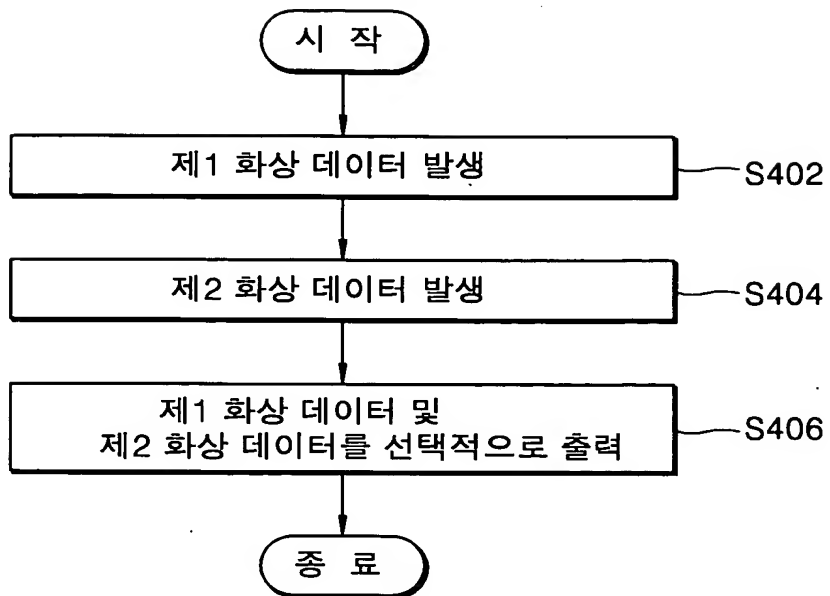 시 작
제1 화상 데이터 발생
S402
제2 화상 데이터 발생
S404
제1 화상 데이터 및
제2 화상 데이터를 선택적으로 출력
S406
종 료